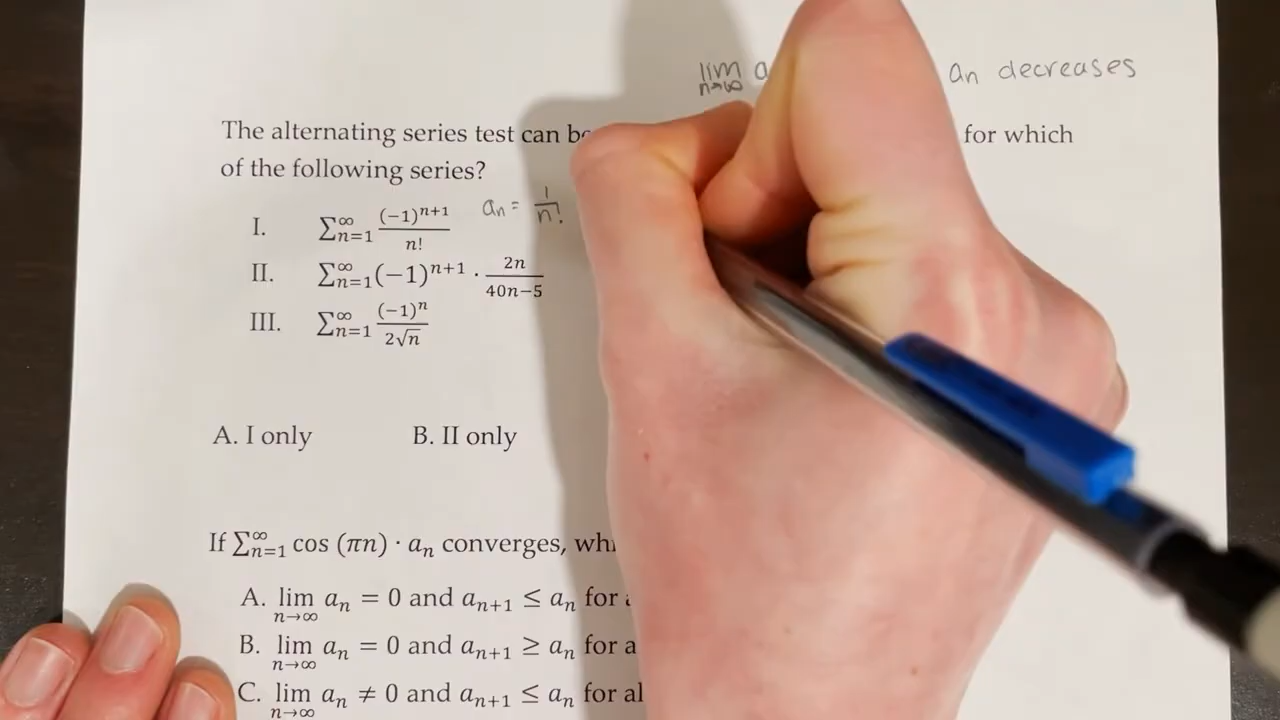 lim a an decreases
n→∞
The alternating series test can be for which
of the following series?
I. ∑∞n=1 (-1)^n+1 / n! an = 1/n!
II. ∑∞n=1 (−1)^n+1 · 2n / 40n−5
III. ∑∞n=1 (-1)^n / 2√n
A. I only B. II only
If ∑∞n=1 cos (πn) · an converges,
A. lim n→∞ an = 0 and an+1 ≤ an for
B. lim n→∞ an = 0 and an+1 ≥ an for
C. lim n→∞ an ≠ 0 and an+1 ≤ an for